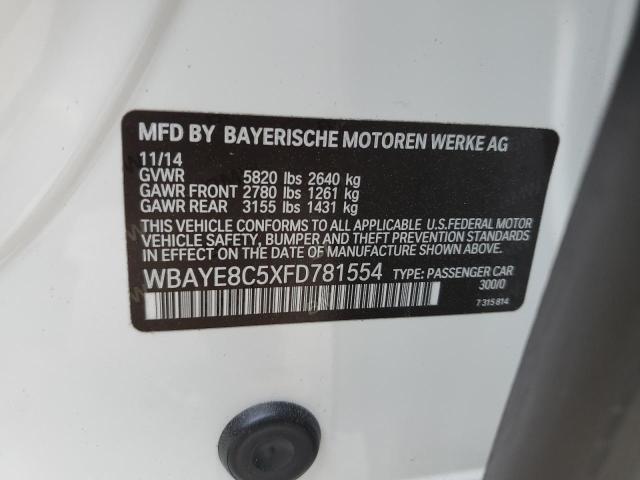 MFD BY BAYERISCHE MOTOREN WERKE AG
11/14
GVWR 5820 lbs 2640 kg
GAWR FRONT 2780 lbs 1261 kg
GAWR REAR 3155 lbs 1431 kg
THIS VEHICLE CONFORMS TO ALL APPLICABLE U.S.FEDERAL MOTOR
VEHICLE SAFETY, BUMPER AND THEFT PREVENTION STANDARDS
IN EFFECT ON THE DATE OF MANUFACTURE SHOWN ABOVE.
WBAYE8C5XFD781554 TYPE: PASSENGER CAR
300/0
7315814